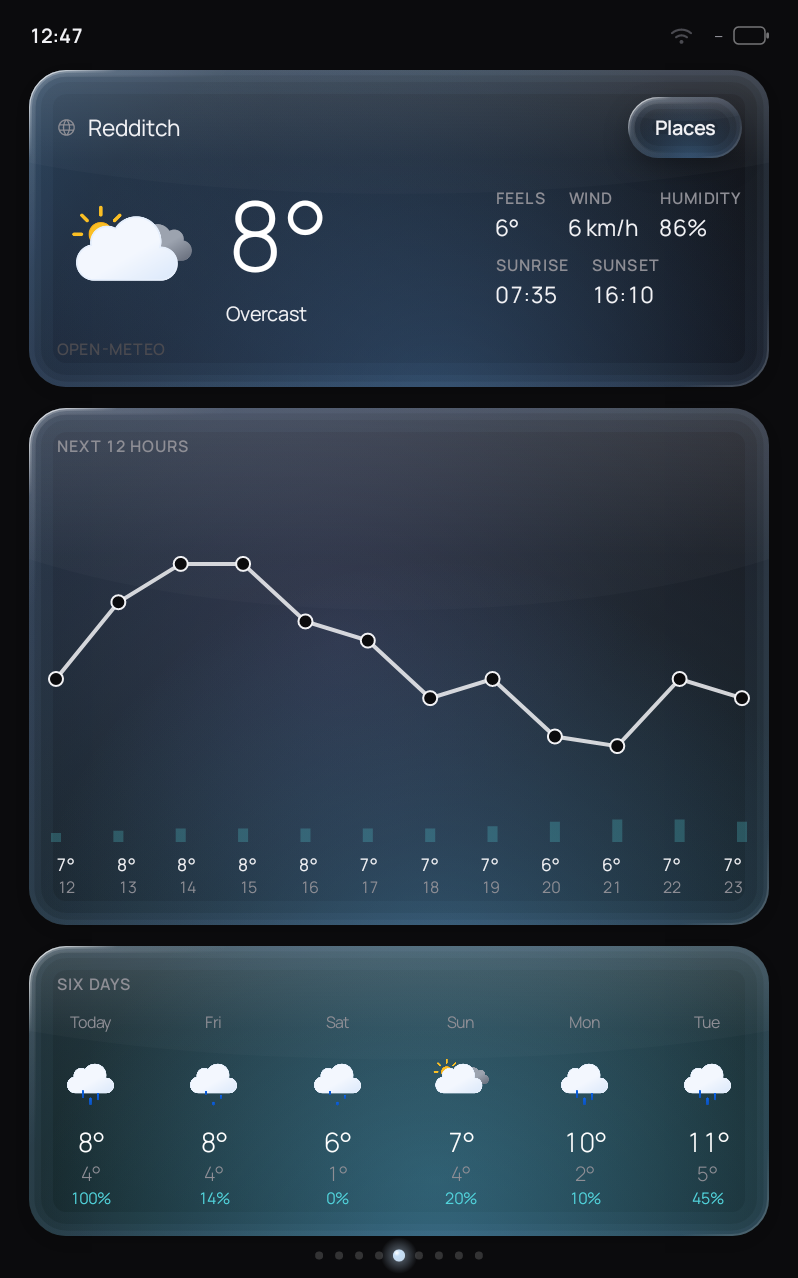 12:47
–
Redditch
Places
FEELS WIND HUMIDITY
6° 6 km/h 86%
8°
SUNRISE SUNSET
07:35 16:10
Overcast
OPEN-METEO
NEXT 12 HOURS
7° 8° 8° 8° 8° 7° 7° 7° 6° 6° 7° 7°
12 13 14 15 16 17 18 19 20 21 22 23
SIX DAYS
Today Fri Sat Sun Mon Tue
8° 8° 6° 7° 10° 11°
4° 4° 1° 4° 2° 5°
100% 14% 0% 20% 10% 45%